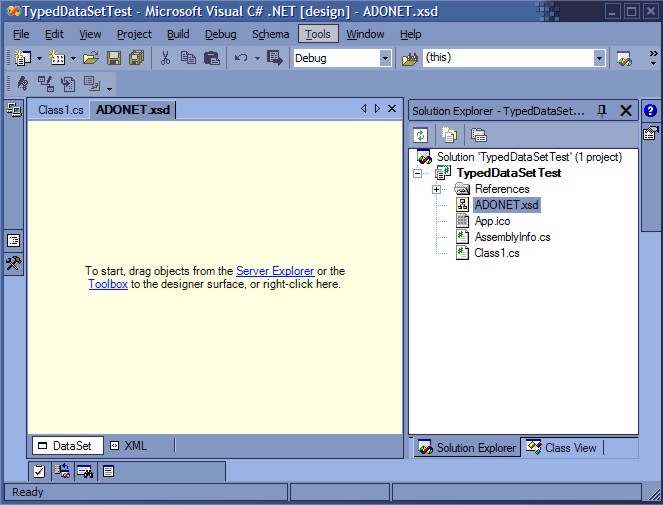 TypedDataSetTest - Microsoft Visual C# .NET [design] - ADONET.xsd
File Edit View Project Build Debug Schema Tools Window Help
Debug (this)
Class1.cs ADONET.xsd
To start, drag objects from the Server Explorer or the
Toolbox to the designer surface, or right-click here.
DataSet XML
Solution Explorer - TypedDataSet...
Solution 'TypedDataSetTest' (1 project)
TypedDataSetTest
References
ADONET.xsd
App.ico
AssemblyInfo.cs
Class1.cs
Solution Explorer Class View
Ready